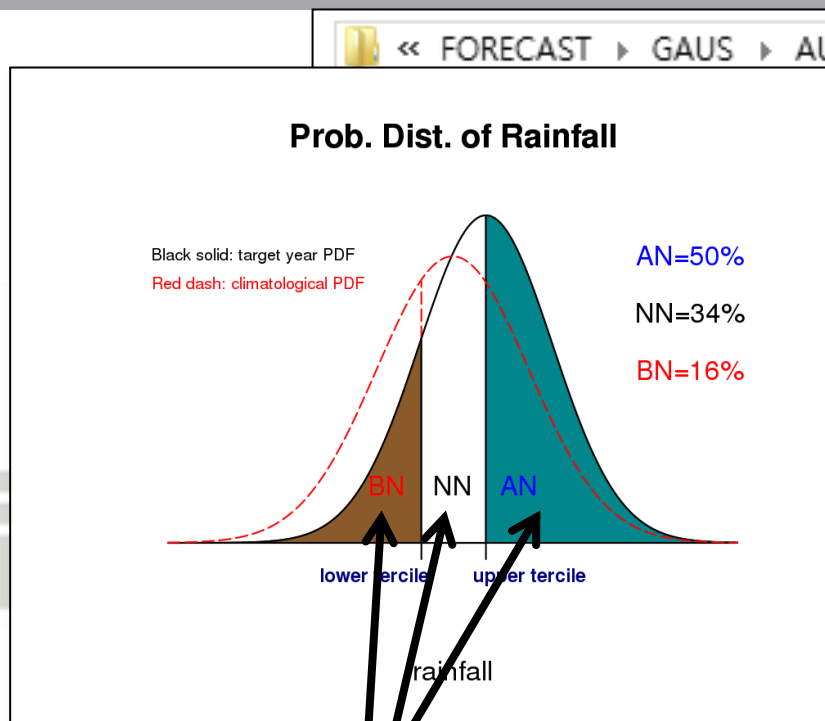 « FORECAST ▸ GAUS ▸ AU
Prob. Dist. of Rainfall
Black solid: target year PDF
Red dash: climatological PDF
AN=50%
NN=34%
BN=16%
BN NN AN
lower tercile upper tercile
rainfall